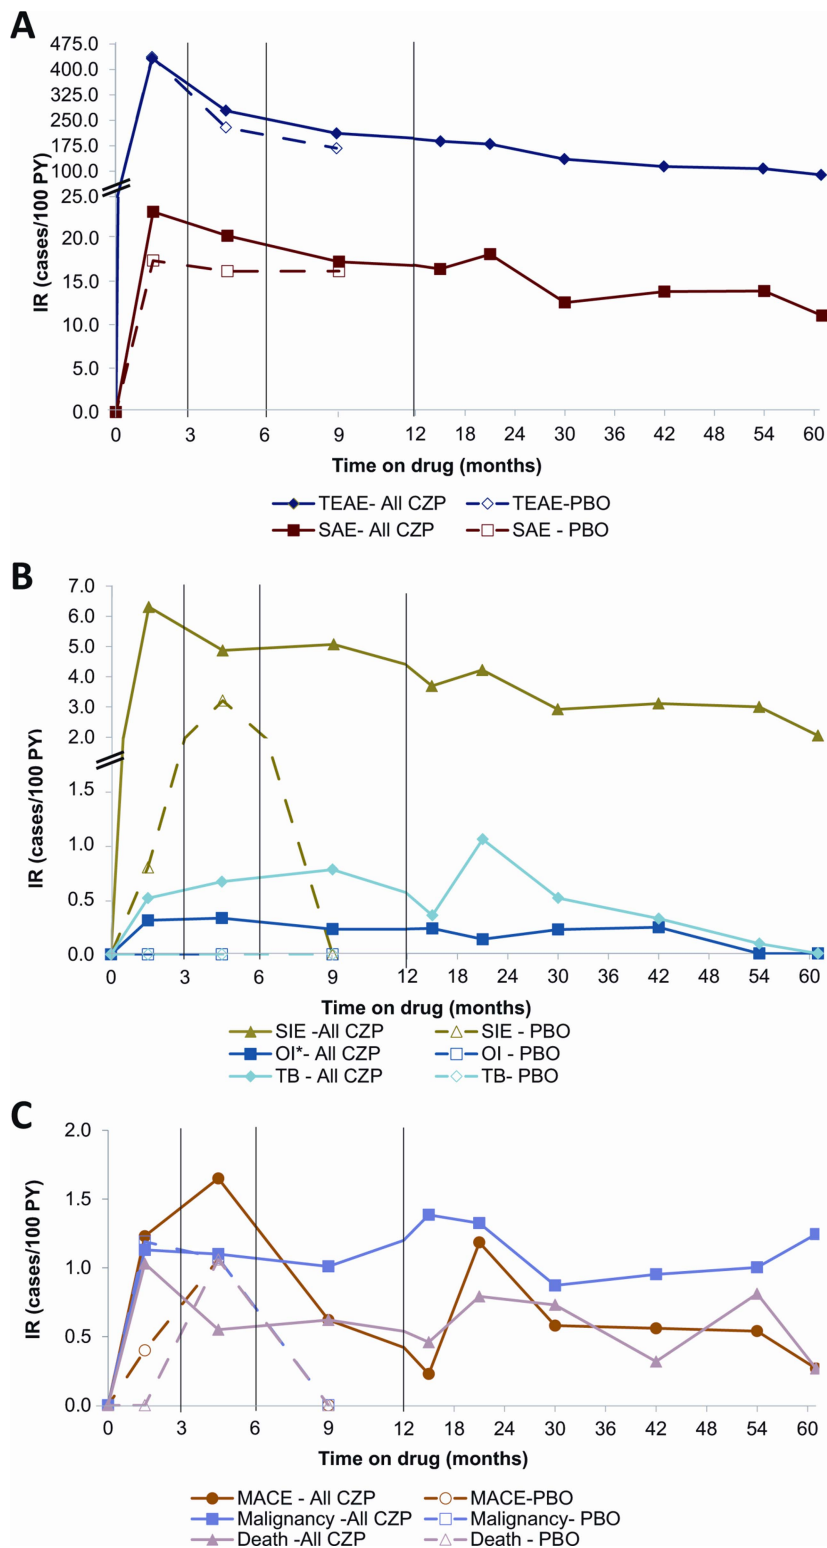 A
475.0
400.0
325.0
250.0
175.0
100.0
25.0
20.0
15.0
10.0
5.0
0.0
IR (cases/100 PY)
0 3 6 9 12 18 24 30 36 42 48 54 60
Time on drug (months)
TEAE- All CZP TEAE-PBO
SAE- All CZP SAE - PBO
B
7.0
6.0
5.0
4.0
3.0
2.0
1.5
1.0
0.5
0.0
IR (cases/100 PY)
0 3 6 9 12 18 24 30 36 42 48 54 60
Time on drug (months)
SIE -All CZP SIE - PBO
OI*- All CZP OI - PBO
TB - All CZP TB- PBO
C
2.0
1.5
1.0
0.5
0.0
IR (cases/100 PY)
0 3 6 9 12 18 24 30 36 42 48 54 60
Time on drug (months)
MACE - All CZP MACE-PBO
Malignancy -All CZP Malignancy- PBO
Death -All CZP Death - PBO